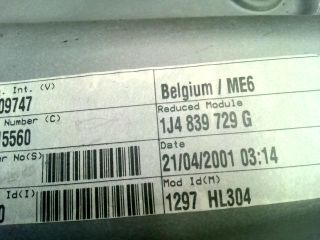 Int. (V)
Belgium / ME6
09747
Reduced Module
Number (C)
1J4 839 729 G
5560
Date
No(S)
21/04/2001 03:14
Mod Id(M)
Id(I)
1297 HL304
0